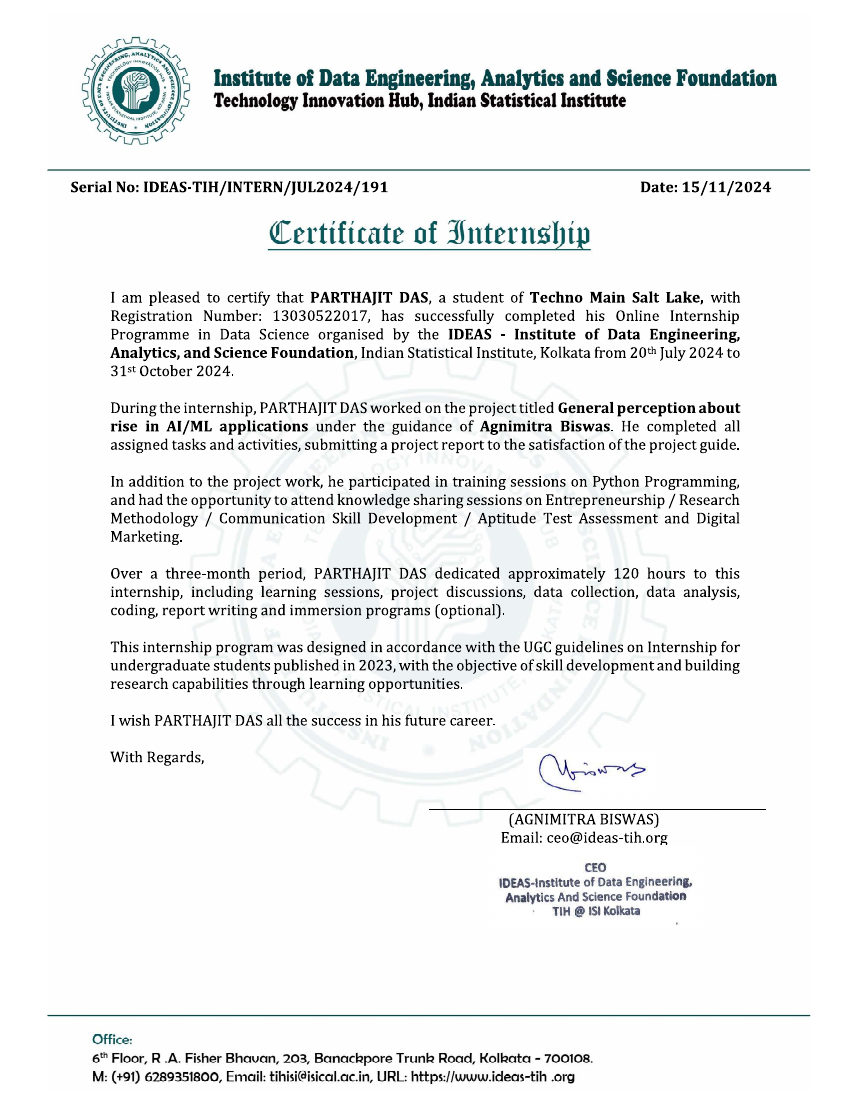 Institute of Data Engineering, Analytics and Science Foundation
Technology Innovation Hub, Indian Statistical Institute
Serial No: IDEAS-TIH/INTERN/JUL2024/191
Date: 15/11/2024
Certificate of Internship
I am pleased to certify that PARTHAJIT DAS, a student of Techno Main Salt Lake, with
Registration Number: 13030522017, has successfully completed his Online Internship
Programme in Data Science organised by the IDEAS - Institute of Data Engineering,
Analytics, and Science Foundation, Indian Statistical Institute, Kolkata from 20th July 2024 to
31st October 2024.
During the internship, PARTHAJIT DAS worked on the project titled General perception about
rise in AI/ML applications under the guidance of Agnimitra Biswas. He completed all
assigned tasks and activities, submitting a project report to the satisfaction of the project guide.
In addition to the project work, he participated in training sessions on Python Programming,
and had the opportunity to attend knowledge sharing sessions on Entrepreneurship / Research
Methodology / Communication Skill Development / Aptitude Test Assessment and Digital
Marketing.
Over a three-month period, PARTHAJIT DAS dedicated approximately 120 hours to this
internship, including learning sessions, project discussions, data collection, data analysis,
coding, report writing and immersion programs (optional).
This internship program was designed in accordance with the UGC guidelines on Internship for
undergraduate students published in 2023, with the objective of skill development and building
research capabilities through learning opportunities.
I wish PARTHAJIT DAS all the success in his future career.
With Regards,
(AGNIMITRA BISWAS)
Email: ceo@ideas-tih.org
CEO
IDEAS-Institute of Data Engineering,
Analytics And Science Foundation
TIH @ ISI Kolkata
Office:
6th Floor, R .A. Fisher Bhavan, 203, Banackpore Trunk Road, Kolkata - 700108.
M: (+91) 6289351800, Email: tihisi@isical.ac.in, URL: https://www.ideas-tih .org